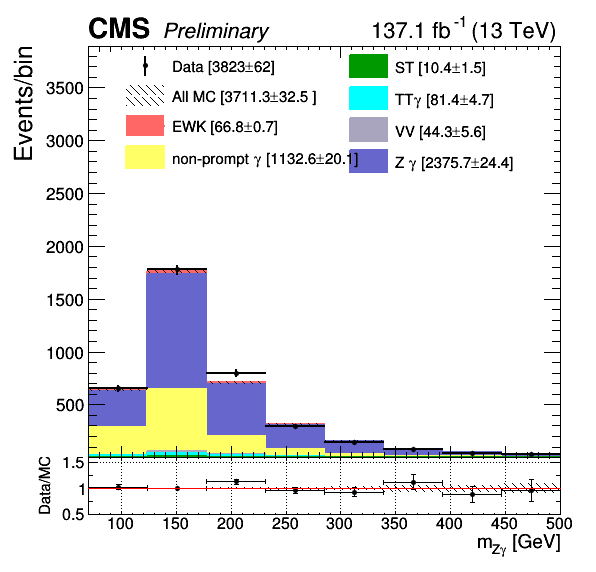 CMS Preliminary 137.1 fb⁻¹ (13 TeV)
Events/bin
Data [3823±62]
All MC [3711.3±32.5 ]
EWK [66.8±0.7]
non-prompt γ [1132.6±20.1]
ST [10.4±1.5]
TTγ [81.4±4.7]
VV [44.3±5.6]
Z γ [2375.7±24.4]
3500
3000
2500
2000
1500
1000
500
Data/MC
1.5
1
0.5
100 150 200 250 300 350 400 450 500
m_Zγ [GeV]